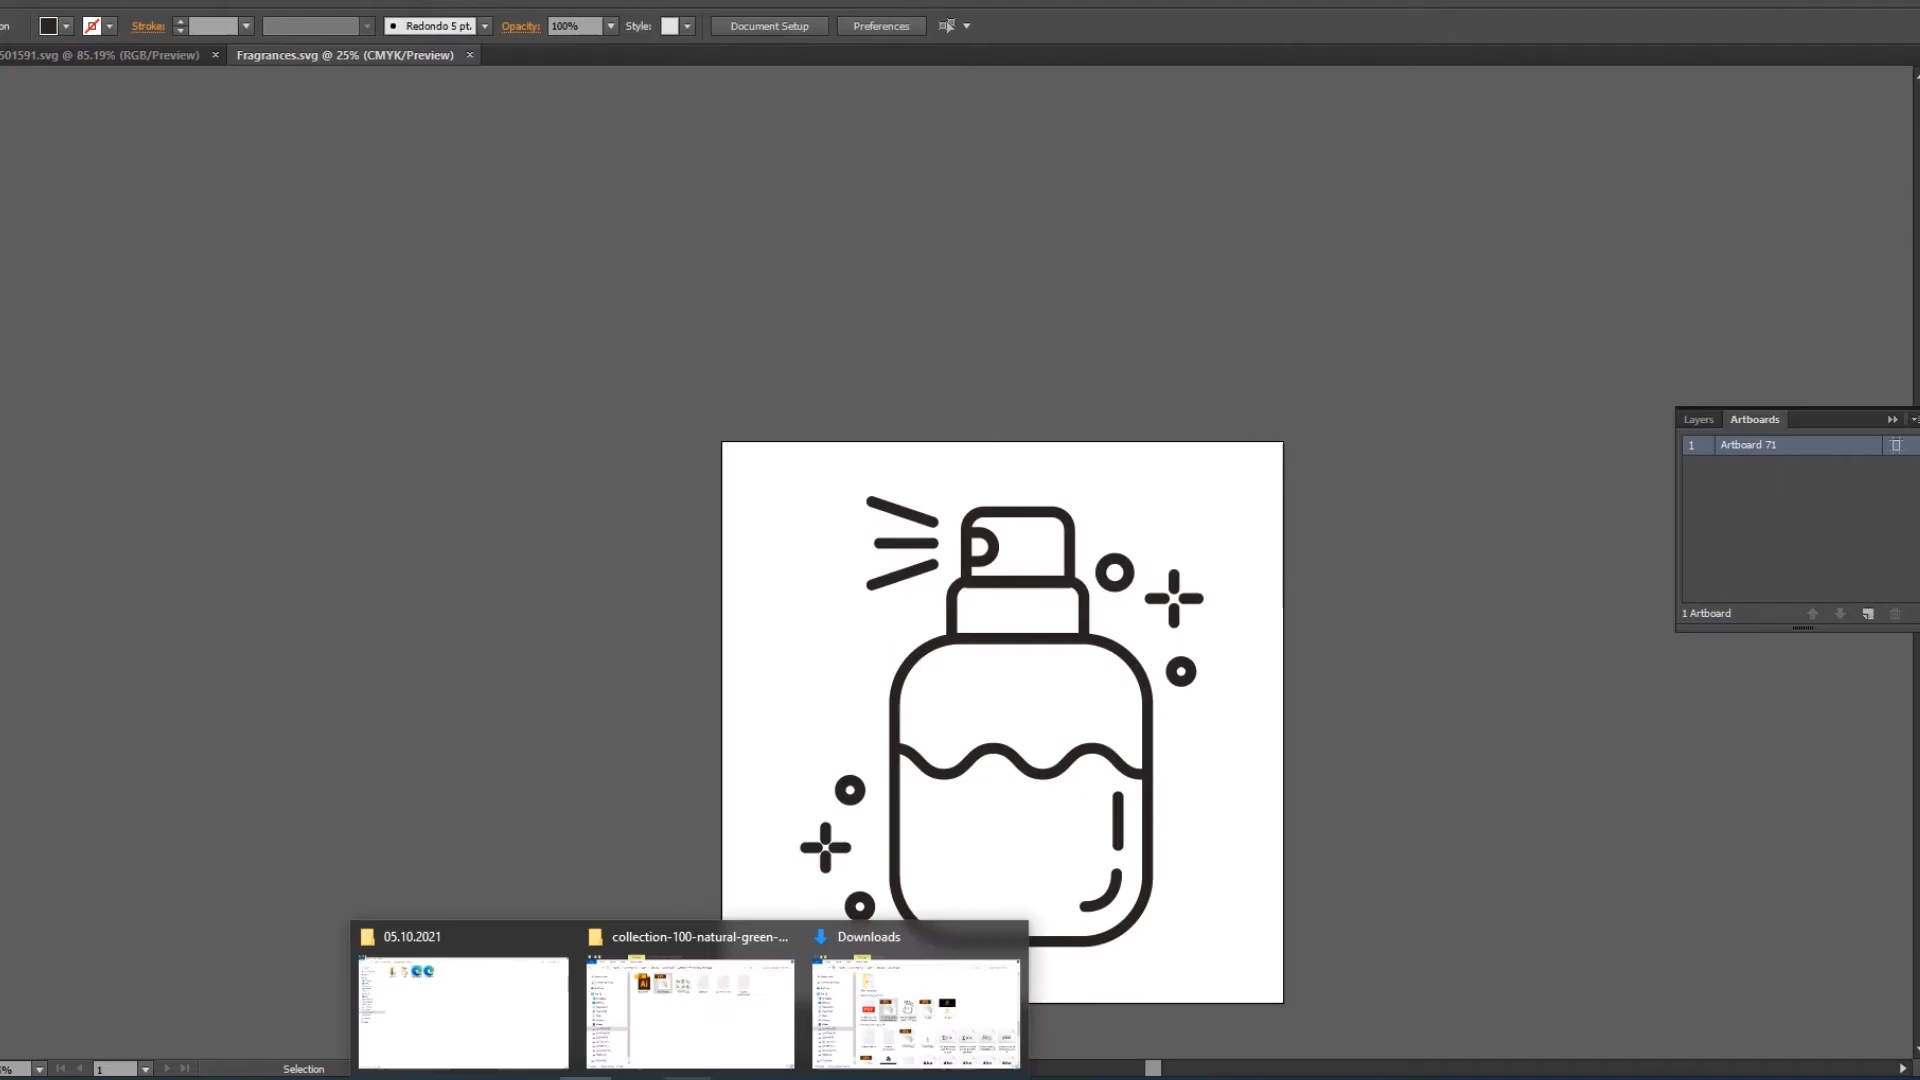 on Stroke: Redondo 5 pt. Opacity: 100% Style: Document Setup Preferences
501591.svg @ 85.19% (RGB/Preview) × Fragrances.svg @ 25% (CMYK/Preview) ×
Layers Artboards
1 Artboard 71
1 Artboard
05.10.2021 collection-100-natural-green-... Downloads
Ai
% 1 Selection